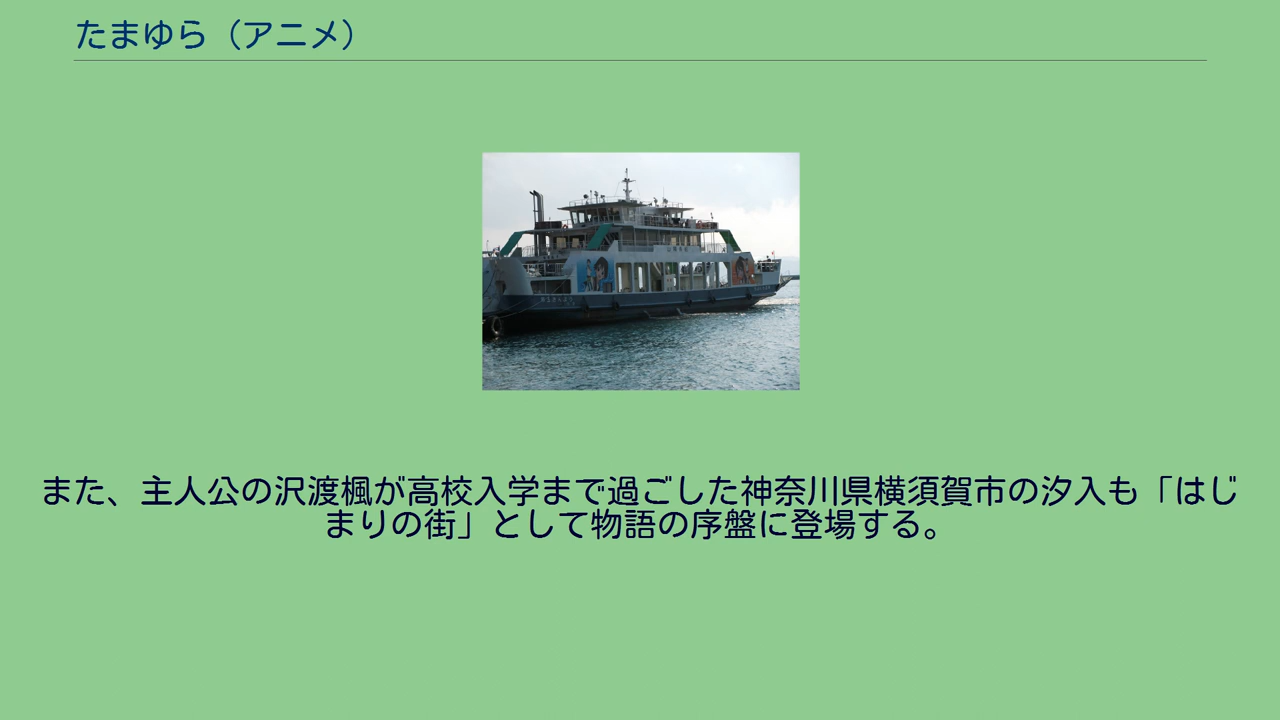 たまゆら（アニメ）
また、主人公の沢渡楓が高校入学まで過ごした神奈川県横須賀市の汐入も「はじ
まりの街」として物語の序盤に登場する。